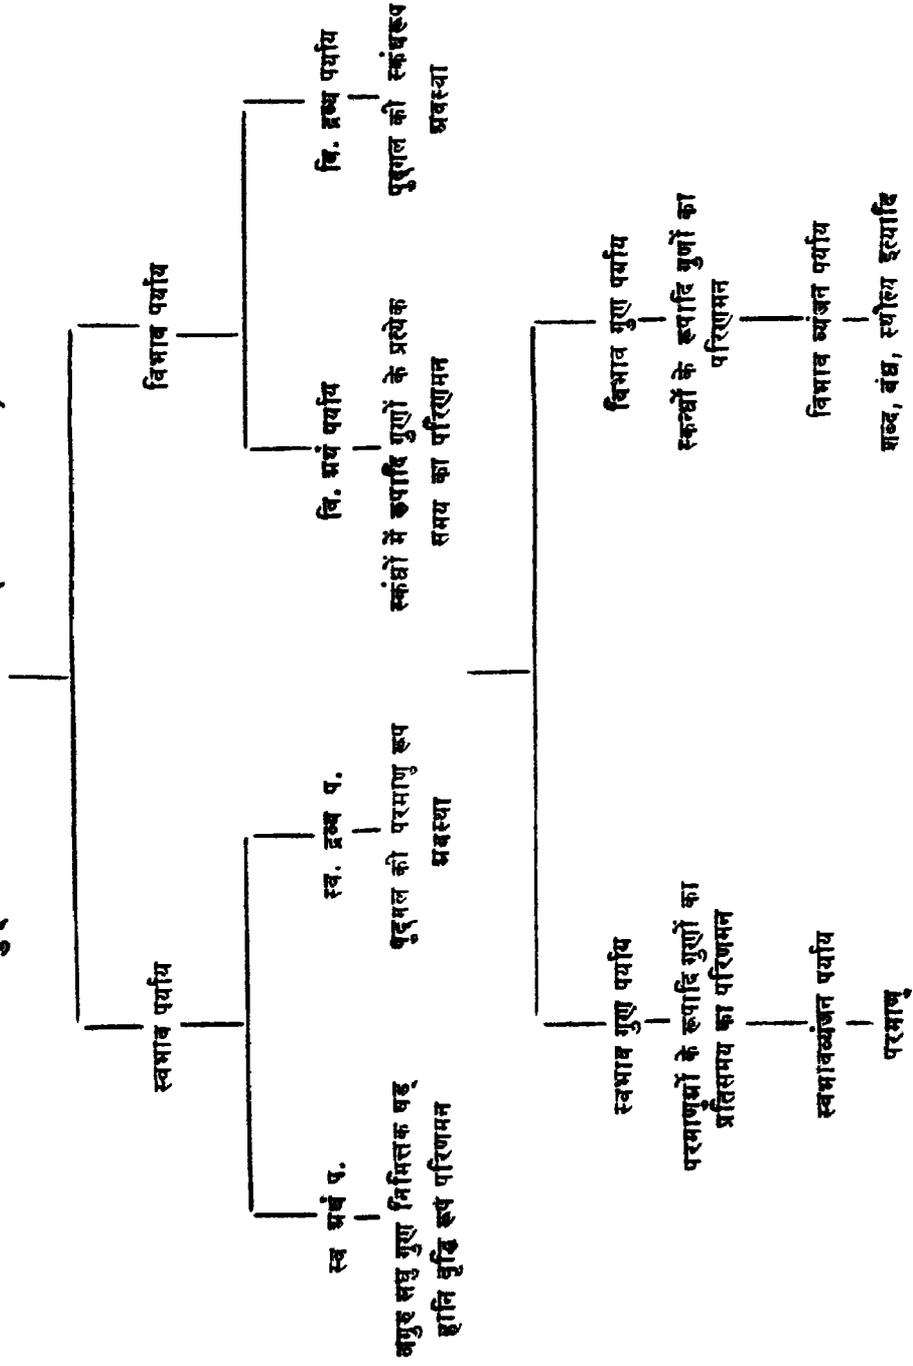 स्वभाव पर्याय
विभाव पर्याय
स्व अर्थ प.
स्व. द्रव्य प.
वि. अर्थ पर्याय
वि. द्रव्य पर्याय
अगुरु लघु गुण निमित्तक षड्
हानि वृद्धि रूप परिणमन
पुद्गल की परमाणु रूप
अवस्था
स्कंधों में रूपादि गुणों के प्रत्येक
समय का परिणमन
पुद्गल की स्कंधरूप
अवस्था
स्वभाव गुण पर्याय
विभाव गुण पर्याय
परमाणुओं के रूपादि गुणों का
प्रतिसमय का परिणमन
स्कन्धों के रूपादि गुणों का
परिणमन
स्वभावव्यंजन पर्याय
विभाव व्यंजन पर्याय
परमाणु
शब्द, बंध, स्थौल्य इत्यादि